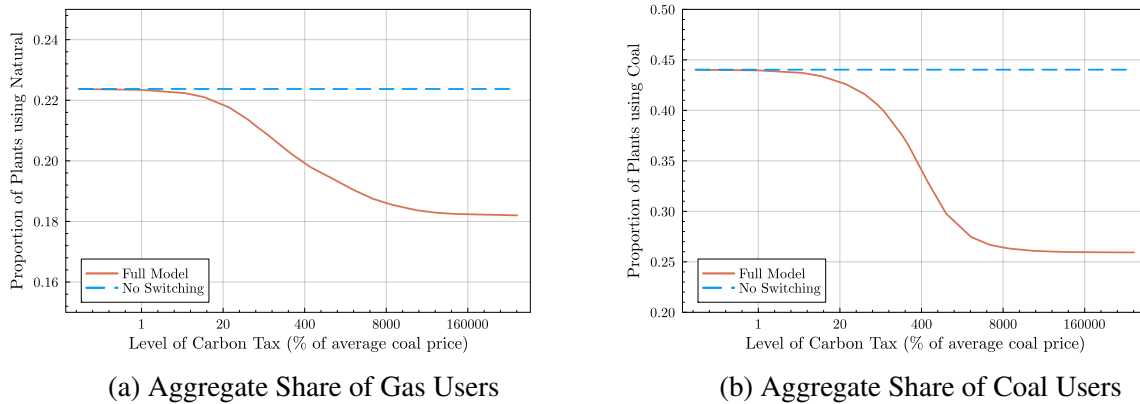 0.24
0.22
0.20
0.18
0.16
Proportion of Plants using Natural
Full Model
No Switching
1 20 400 8000 160000
Level of Carbon Tax (% of average coal price)
(a) Aggregate Share of Gas Users
0.50
0.45
0.40
0.35
0.30
0.25
0.20
Proportion of Plants using Coal
Full Model
No Switching
1 20 400 8000 160000
Level of Carbon Tax (% of average coal price)
(b) Aggregate Share of Coal Users